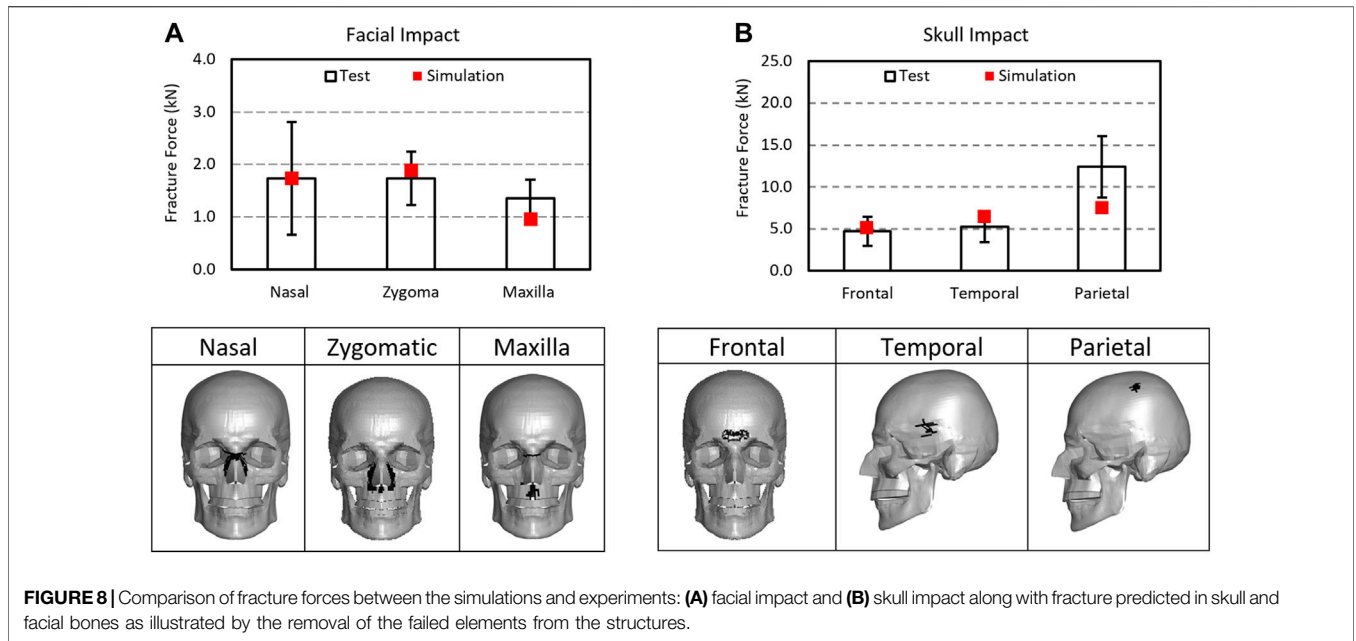 A
Facial Impact
Fracture Force (kN)
4.0
3.0
2.0
1.0
0.0
Test
Simulation
Nasal
Zygoma
Maxilla
B
Skull Impact
Fracture Force (kN)
25.0
20.0
15.0
10.0
5.0
0.0
Test
Simulation
Frontal
Temporal
Parietal
Nasal
Zygomatic
Maxilla
Frontal
Temporal
Parietal
FIGURE 8 | Comparison of fracture forces between the simulations and experiments: (A) facial impact and (B) skull impact along with fracture predicted in skull and
facial bones as illustrated by the removal of the failed elements from the structures.